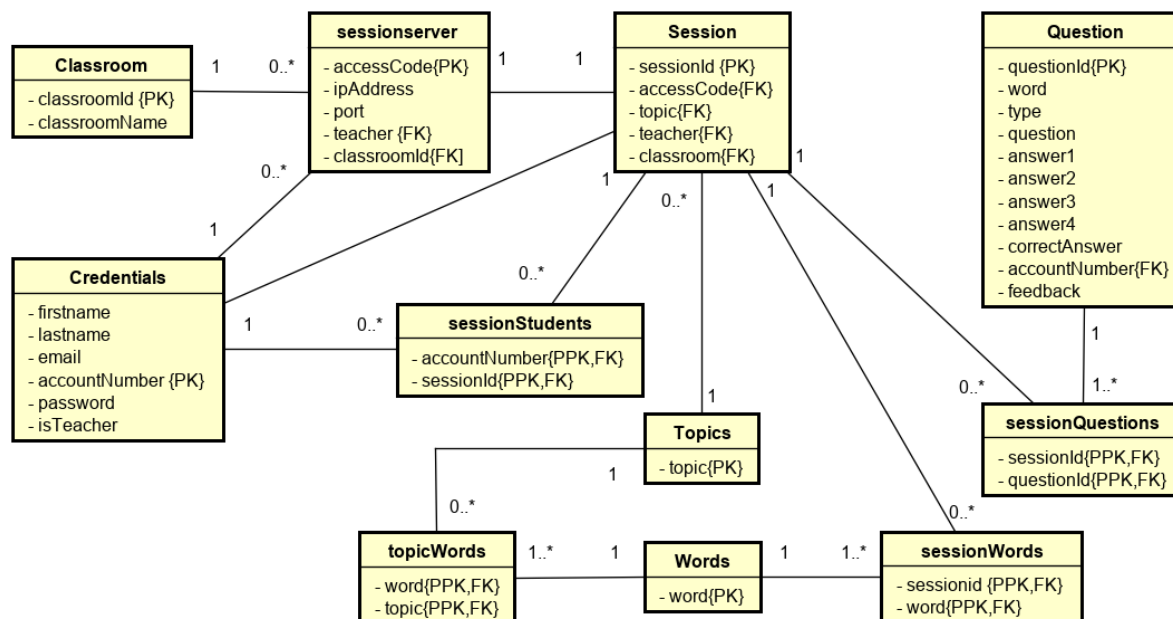 Classroom
- classroomId {PK}
- classroomName
1
0..*
sessionserver
- accessCode{PK}
- ipAddress
- port
- teacher {FK}
- classroomId{FK]
1
1
Session
- sessionId {PK}
- accessCode{FK}
- topic{FK}
- teacher{FK}
- classroom{FK}
Question
- questionId{PK}
- word
- type
- question
- answer1
- answer2
- answer3
- answer4
- correctAnswer
- accountNumber{FK}
- feedback
0..*
1
1
0..*
1
1
Credentials
- firstname
- lastname
- email
- accountNumber {PK}
- password
- isTeacher
1
0..*
0..*
sessionStudents
- accountNumber{PPK,FK}
- sessionId{PPK,FK}
1
1..*
0..*
sessionQuestions
- sessionId{PPK,FK}
- questionId{PPK,FK}
1
Topics
- topic{PK}
1
0..*
topicWords
- word{PPK,FK}
- topic{PPK,FK}
1..*
1
Words
- word{PK}
1
1..*
0..*
sessionWords
- sessionid {PPK,FK}
- word{PPK,FK}